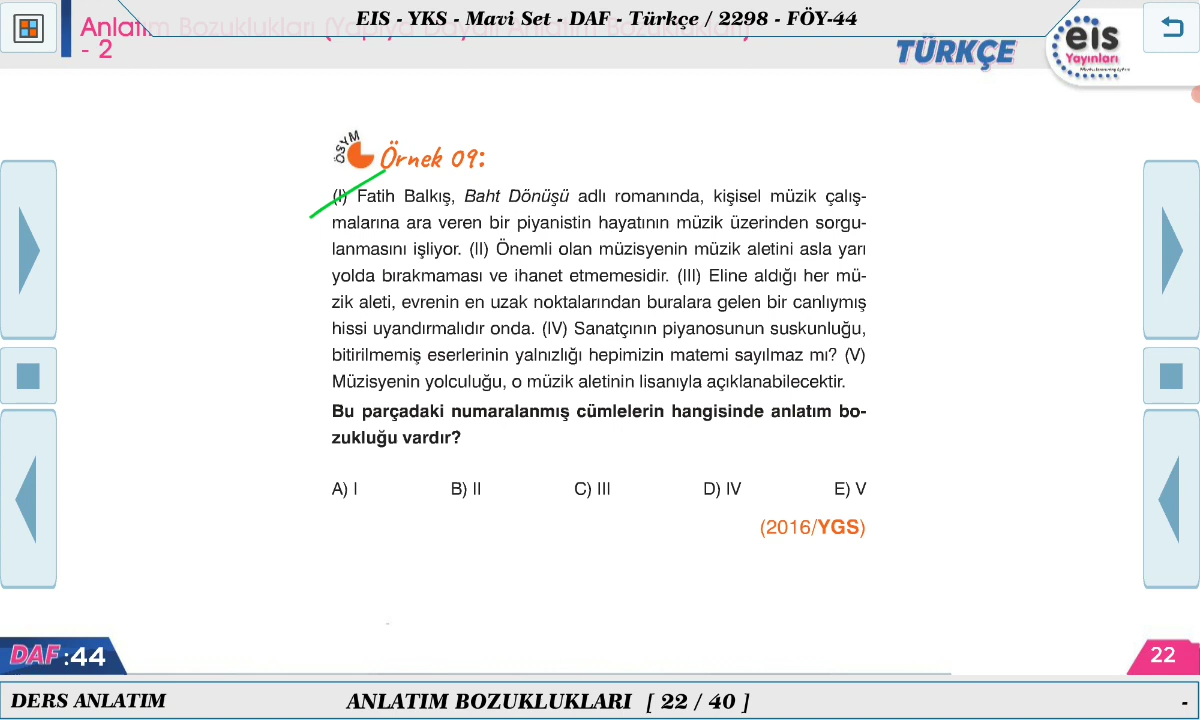 EIS - YKS - Mavi Set - DAF - Türkçe / 2298 - FÖY-44
Anlatım Bozuklukları (Yapıya Dayalı Anlatım Bozuklukları)
- 2
TÜRKÇE
eis
Yayınları
ÖSYM
Örnek 09:
(I) Fatih Balkış, Baht Dönüşü adlı romanında, kişisel müzik çalış-
malarına ara veren bir piyanistin hayatının müzik üzerinden sorgu-
lanmasını işliyor. (II) Önemli olan müzisyenin müzik aletini asla yarı
yolda bırakmaması ve ihanet etmemesidir. (III) Eline aldığı her mü-
zik aleti, evrenin en uzak noktalarından buralara gelen bir canlıymış
hissi uyandırmalıdır onda. (IV) Sanatçının piyanosunun suskunluğu,
bitirilmemiş eserlerinin yalnızlığı hepimizin matemi sayılmaz mı? (V)
Müzisyenin yolculuğu, o müzik aletinin lisanıyla açıklanabilecektir.
Bu parçadaki numaralanmış cümlelerin hangisinde anlatım bo-
zukluğu vardır?
A) I B) II C) III D) IV E) V
(2016/YGS)
DAF :44
22
DERS ANLATIM ANLATIM BOZUKLUKLARI [ 22 / 40 ] -